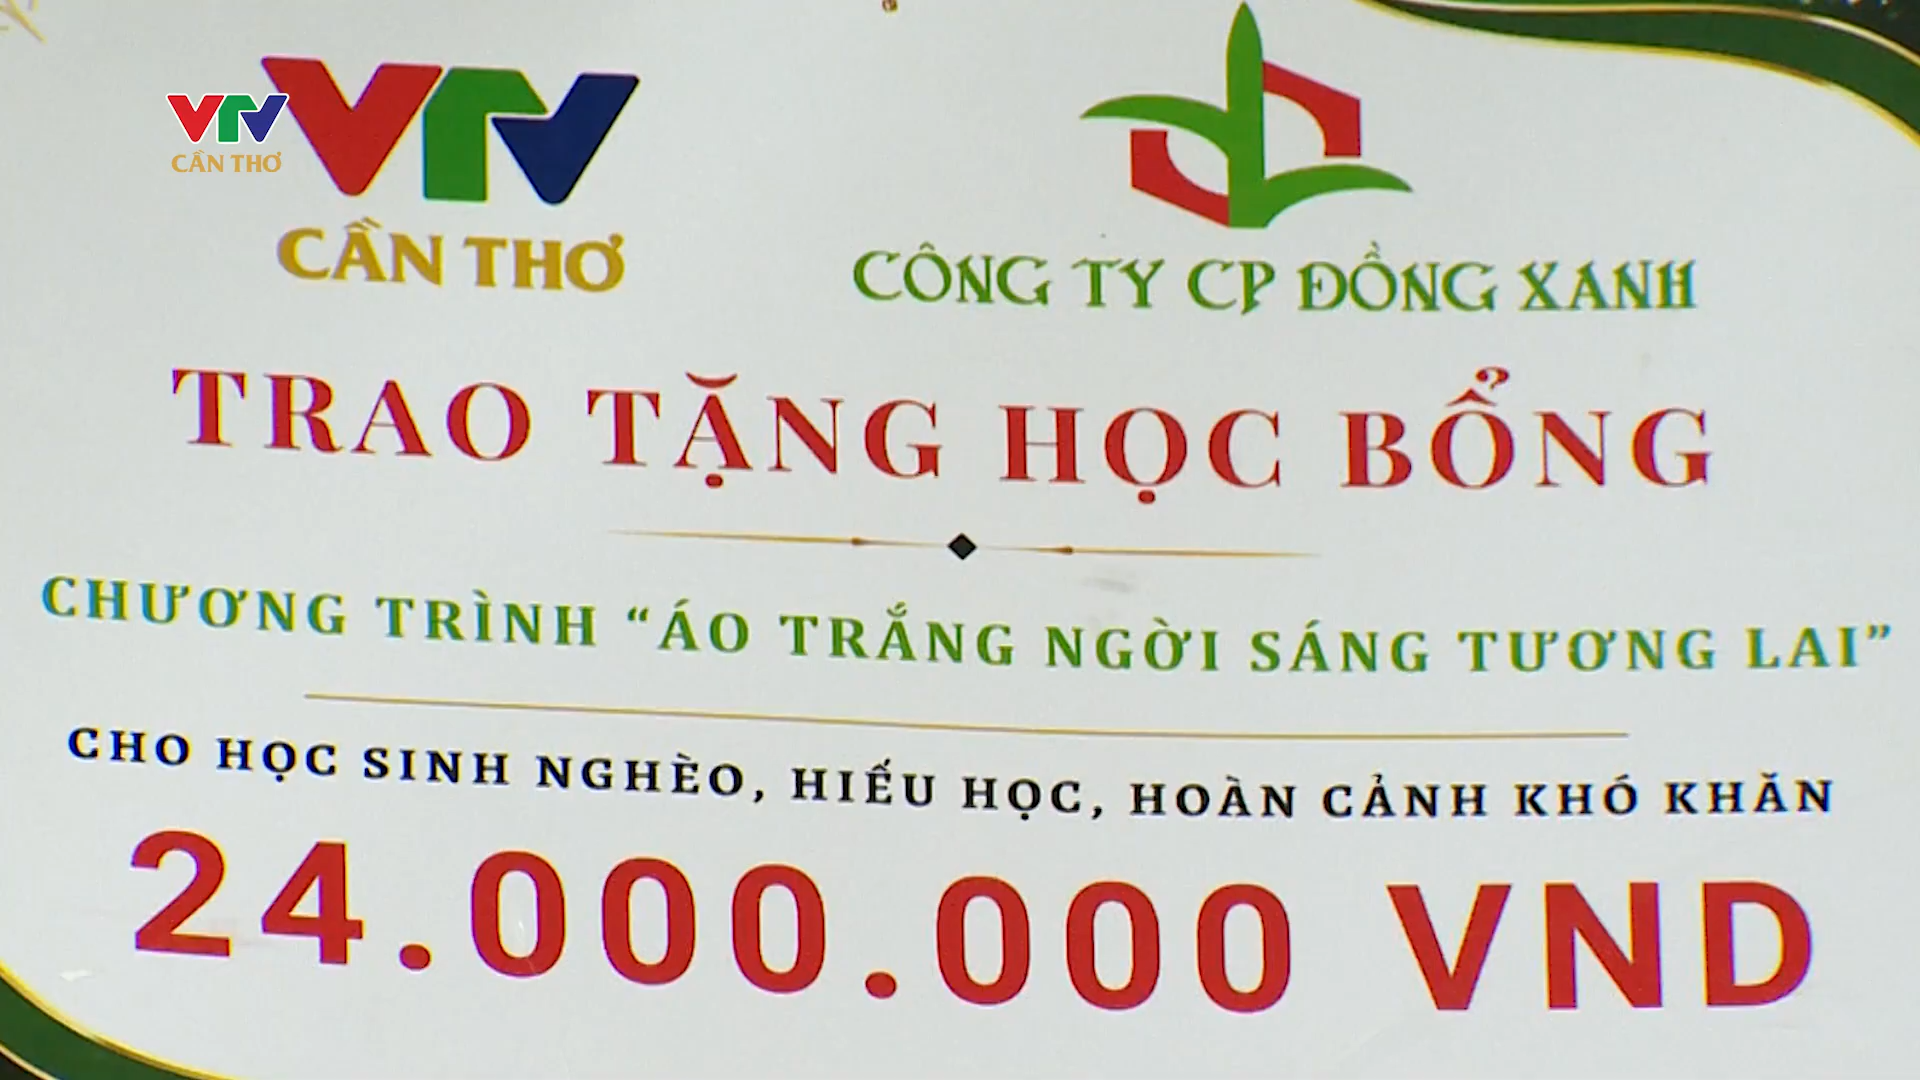 VTV
CẦN THƠ
VTV
CẦN THƠ
CÔNG TY CP ĐỒNG XANH
TRAO TẶNG HỌC BỔNG
CHƯƠNG TRÌNH “ÁO TRẮNG NGỜI SÁNG TƯƠNG LAI”
CHO HỌC SINH NGHÈO, HIẾU HỌC, HOÀN CẢNH KHÓ KHĂN
24.000.000 VND